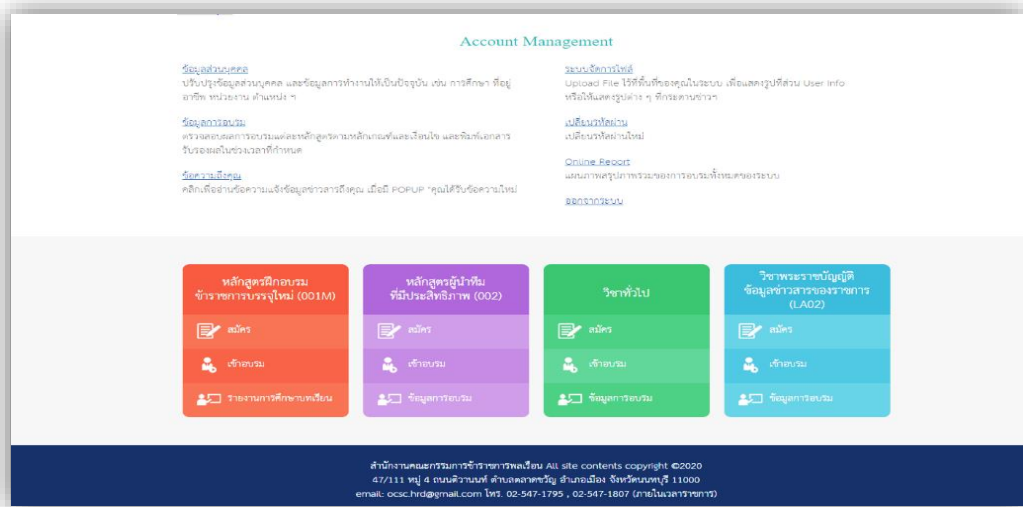 Account Management
ข้อมูลส่วนบุคคล
ปรับปรุงข้อมูลส่วนบุคคล และข้อมูลการทำงานให้เป็นปัจจุบัน เช่น การศึกษา ที่อยู่
อาชีพ หน่วยงาน ตำแหน่ง ฯ
ข้อมูลการอบรม
ตรวจสอบผลการอบรมแต่ละหลักสูตรตามหลักเกณฑ์และเงื่อนไข และพิมพ์เอกสาร
รับรองผลในช่วงเวลาที่กำหนด
ข้อความถึงคุณ
คลิกเพื่ออ่านข้อความแจ้งข้อมูลข่าวสารถึงคุณ เมื่อมี POPUP "คุณได้รับข้อความใหม่
ระบบจัดการไฟล์
Upload File ไว้ที่พื้นที่ของคุณในระบบ เพื่อแสดงรูปที่ส่วน User Info
หรือให้แสดงรูปต่าง ๆ ที่กระดานข่าวฯ
เปลี่ยนรหัสผ่าน
เปลี่ยนรหัสผ่านใหม่
Online Report
แผนภาพสรุปภาพรวมของการอบรมทั้งหมดของระบบ
ออกจากระบบ
หลักสูตรฝึกอบรม
ข้าราชการบรรจุใหม่ (001M)
สมัคร
เข้าอบรม
รายงานการศึกษาบทเรียน
หลักสูตรผู้นำทีม
ที่มีประสิทธิภาพ (002)
สมัคร
เข้าอบรม
ข้อมูลการอบรม
วิชาทั่วไป
สมัคร
เข้าอบรม
ข้อมูลการอบรม
วิชาพระราชบัญญัติ
ข้อมูลข่าวสารของราชการ
(LA02)
สมัคร
เข้าอบรม
ข้อมูลการอบรม
สำนักงานคณะกรรมการข้าราชการพลเรือน All site contents copyright ©2020
47/111 หมู่ 4 ถนนติวานนท์ ตำบลตลาดขวัญ อำเภอเมือง จังหวัดนนทบุรี 11000
email: ocsc.hrd@gmail.com โทร. 02-547-1795 , 02-547-1807 (ภายในเวลาราชการ)